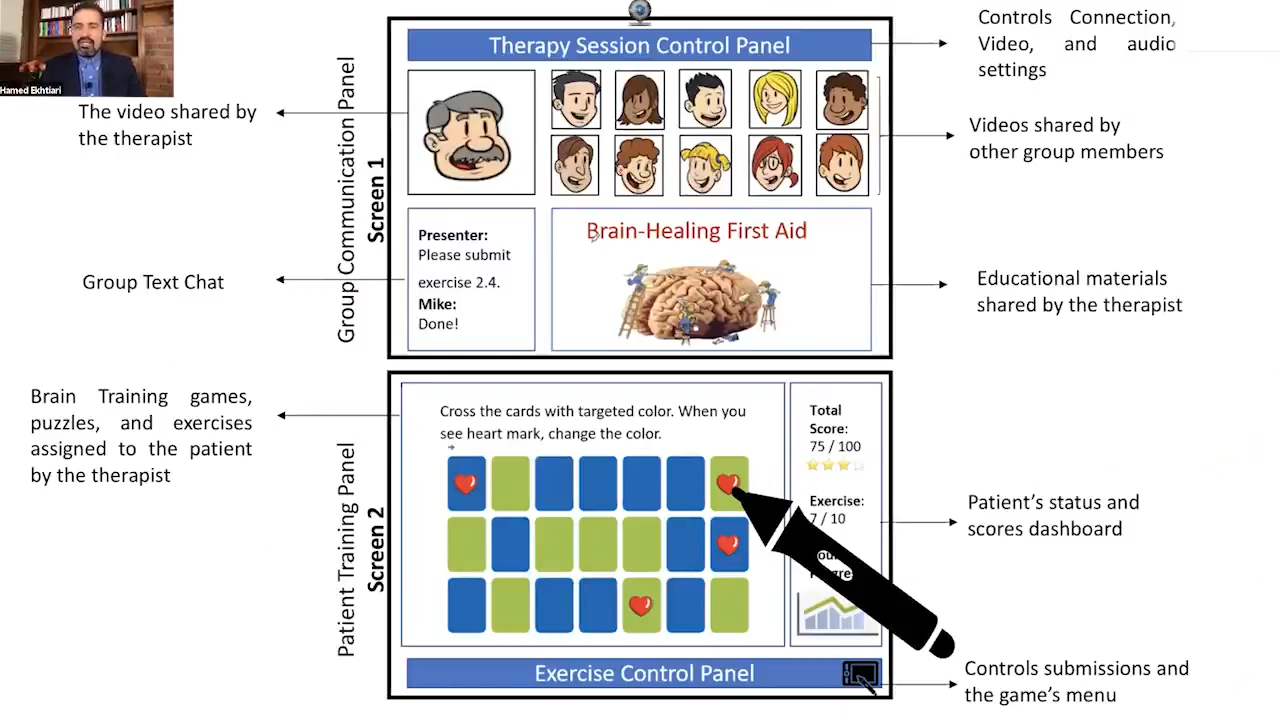 Hamed Ekhtiari
The video shared by
the therapist
Group Text Chat
Brain Training games,
puzzles, and exercises
assigned to the patient
by the therapist
Group Communication Panel
Screen 1
Therapy Session Control Panel
Presenter:
Please submit
exercise 2.4.
Mike:
Done!
Brain-Healing First Aid
Controls Connection,
Video, and audio
settings
Videos shared by
other group members
Educational materials
shared by the therapist
Patient Training Panel
Screen 2
Cross the cards with targeted color. When you
see heart mark, change the color.
Total
Score:
75 / 100
Exercise:
7 / 10
Exercise Control Panel
Patient's status and
scores dashboard
Controls submissions and
the game's menu